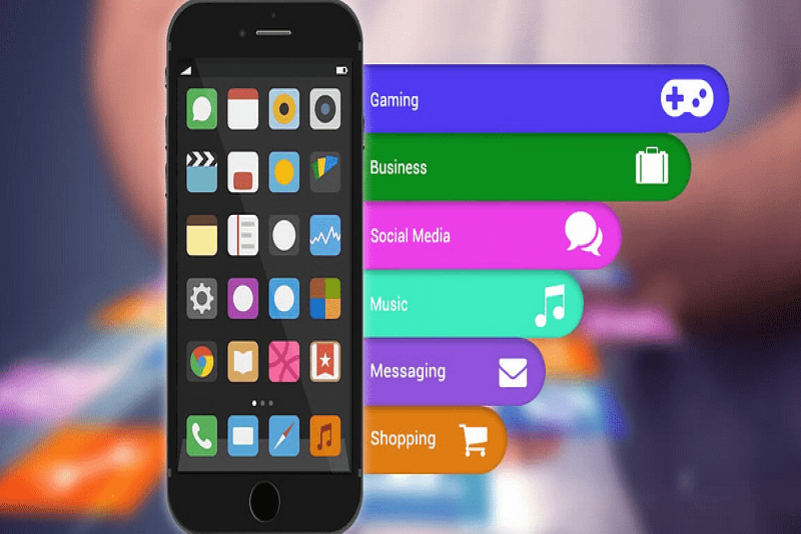 Gaming
Business
Social Media
Music
Messaging
Shopping